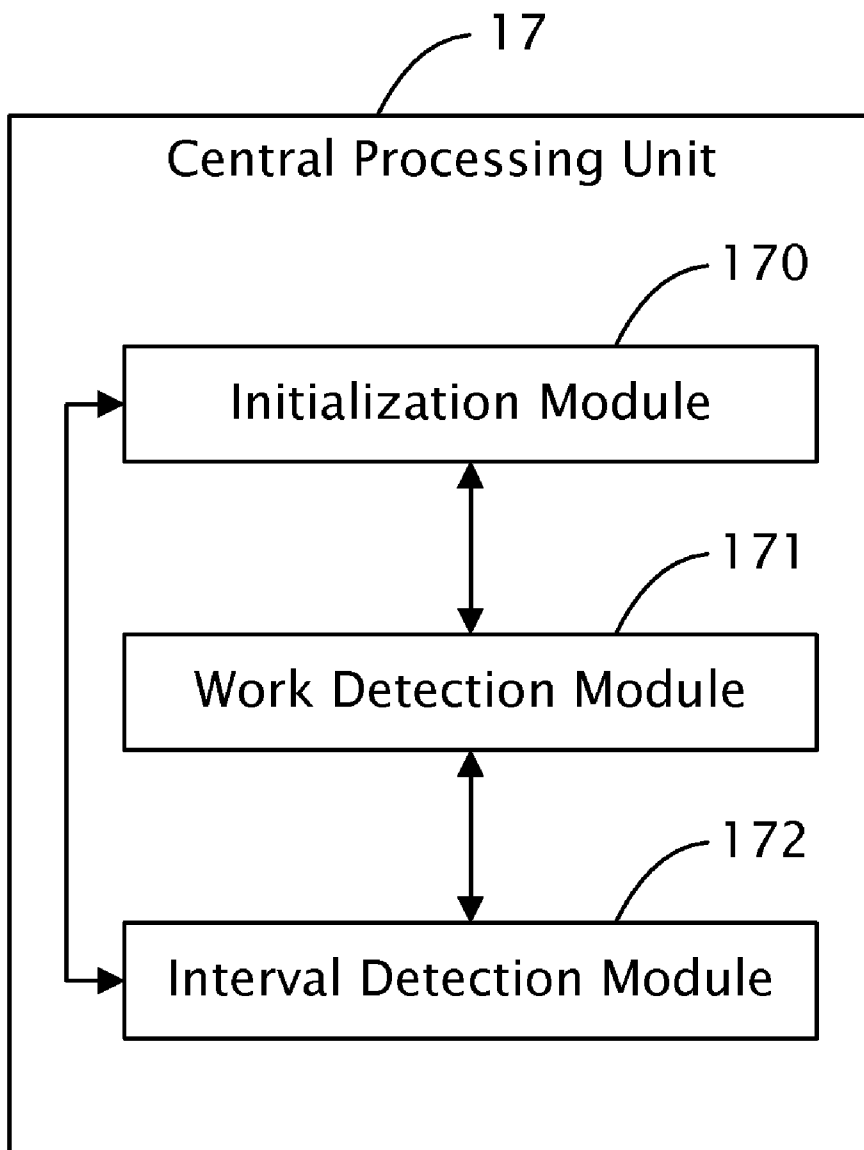 17
Central Processing Unit
170
Initialization Module
171
Work Detection Module
172
Interval Detection Module